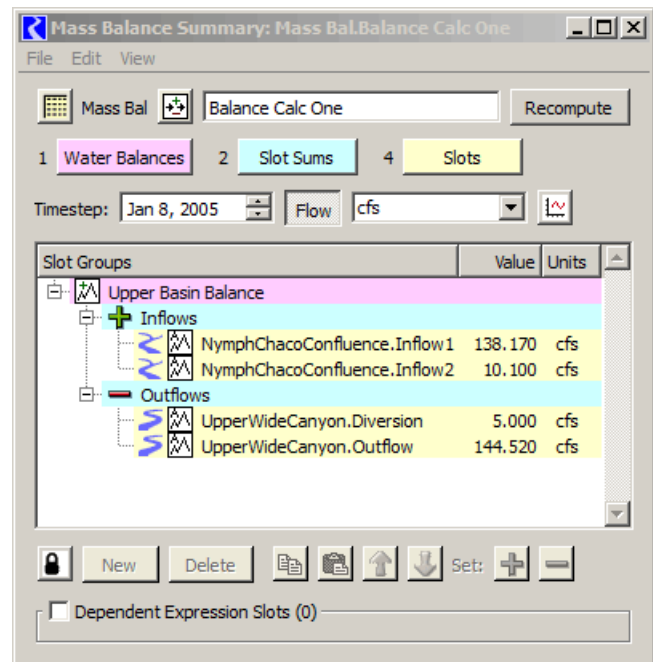 Mass Balance Summary: Mass Bal.Balance Calc One
File Edit View
Mass Bal Balance Calc One Recompute
1 Water Balances 2 Slot Sums 4 Slots
Timestep: Jan 8, 2005 Flow cfs
Slot Groups Value Units
Upper Basin Balance
Inflows
NymphChacoConfluence.Inflow1 138.170 cfs
NymphChacoConfluence.Inflow2 10.100 cfs
Outflows
UpperWideCanyon.Diversion 5.000 cfs
UpperWideCanyon.Outflow 144.520 cfs
New Delete Set:
Dependent Expression Slots (0)